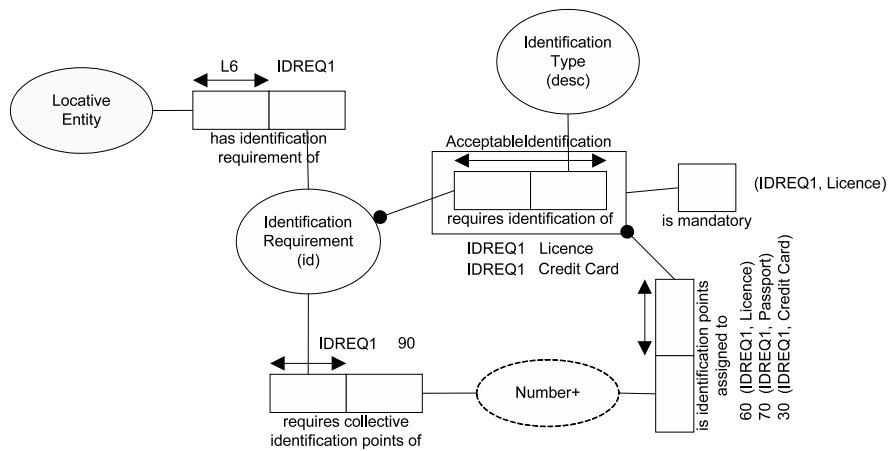 Identification
Type
(desc)
L6 IDREQ1
Locative
Entity
has identification
requirement of
AcceptableIdentification
requires identification of
(IDREQ1, Licence)
is mandatory
Identification
Requirement
(id)
IDREQ1 Licence
IDREQ1 Credit Card
is identification points
assigned to
60 (IDREQ1, Licence)
70 (IDREQ1, Passport)
30 (IDREQ1, Credit Card)
IDREQ1 90
Number+
requires collective
identification points of